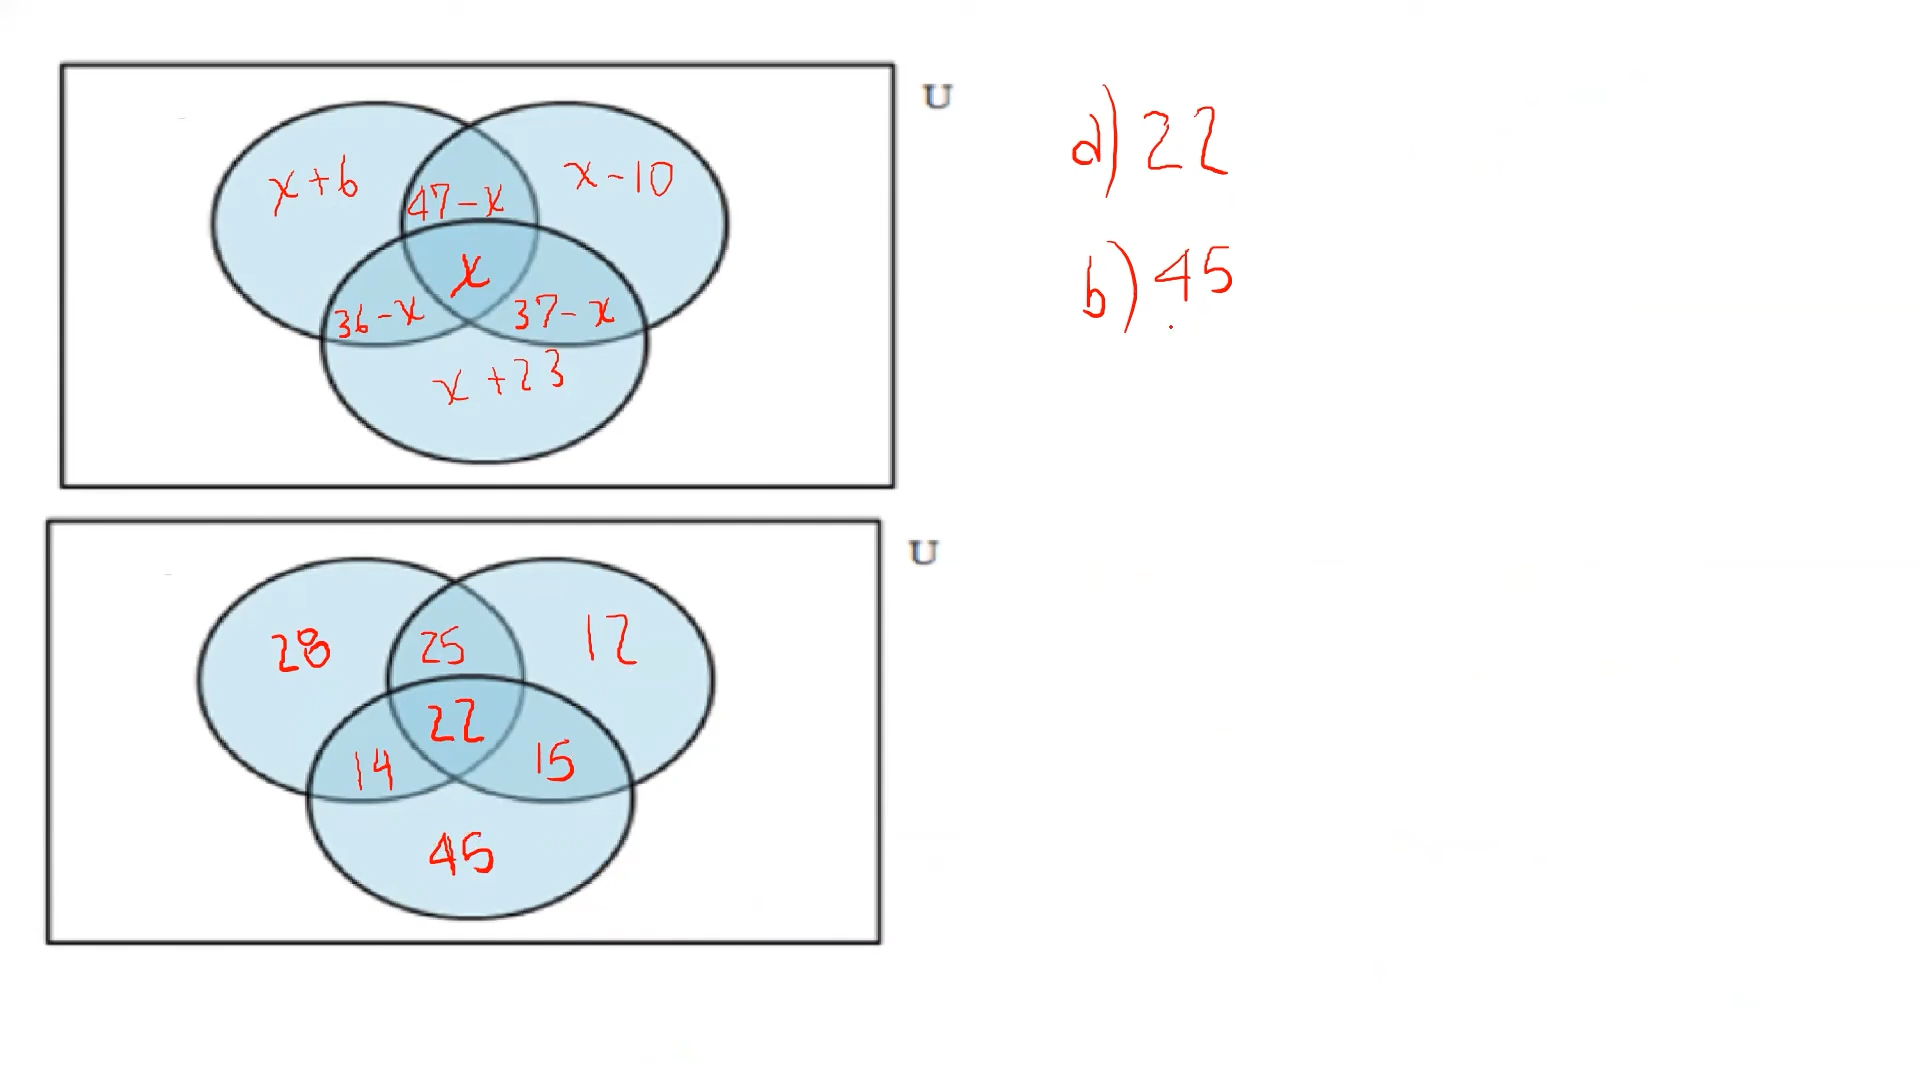 U
x+6
47-x
x-10
x
36-x
37-x
x+23
a) 22
b) 45
U
28
25
12
22
14
15
45